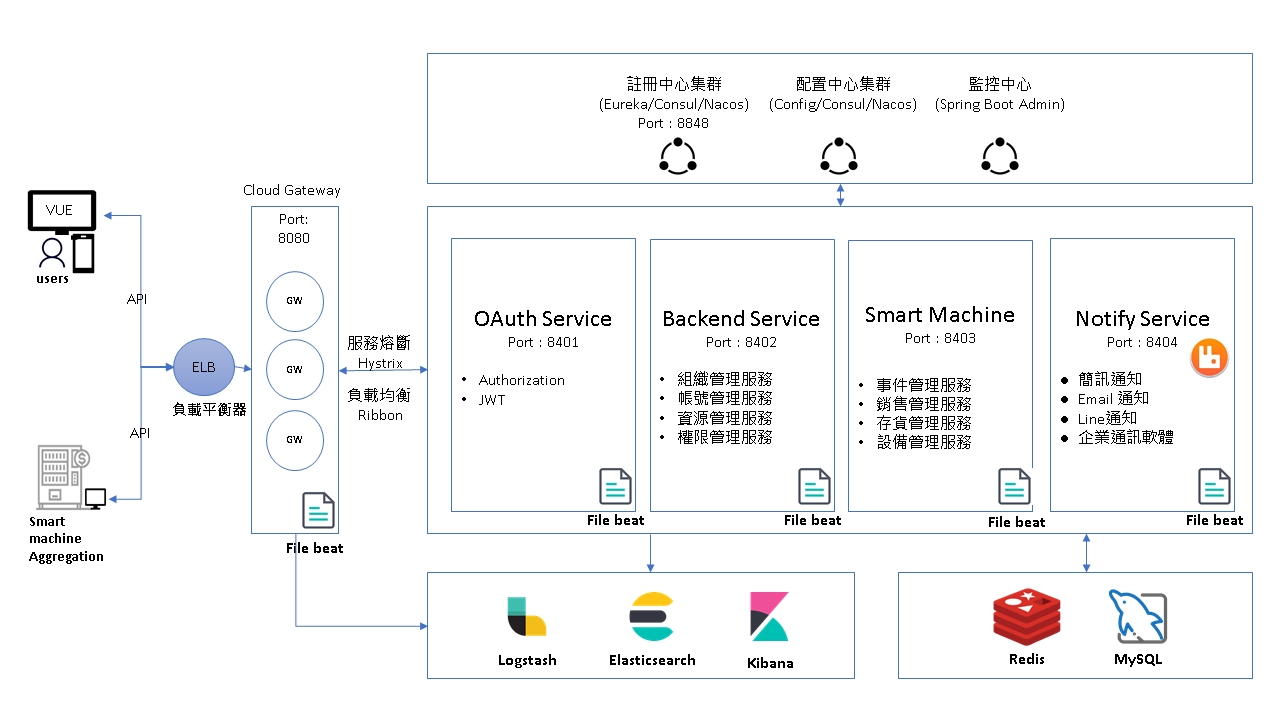 註冊中心集群
(Eureka/Consul/Nacos)
Port：8848
配置中心集群
(Config/Consul/Nacos)
監控中心
(Spring Boot Admin)
VUE
users
API
API
Smart
machine
Aggregation
ELB
負載平衡器
Cloud Gateway
Port:
8080
GW
GW
GW
File beat
服務熔斷
Hystrix
負載均衡
Ribbon
OAuth Service
Port：8401
• Authorization
• JWT
File beat
Backend Service
Port：8402
• 組織管理服務
• 帳號管理服務
• 資源管理服務
• 權限管理服務
File beat
Smart Machine
Port：8403
• 事件管理服務
• 銷售管理服務
• 存貨管理服務
• 設備管理服務
File beat
Notify Service
Port：8404
● 簡訊通知
● Email 通知
● Line通知
● 企業通訊軟體
File beat
Logstash
Elasticsearch
Kibana
Redis
MySQL